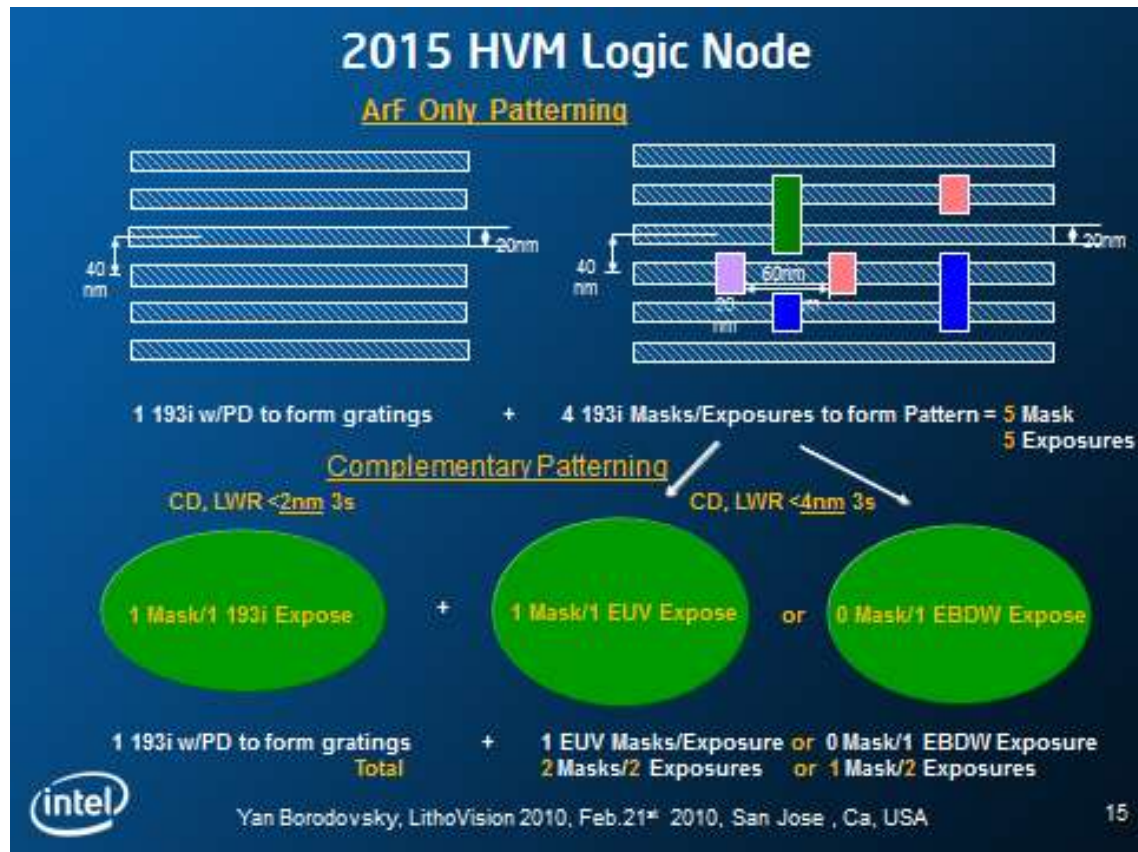 2015 HVM Logic Node
ArF Only Patterning
20nm
40
nm
20nm
40
nm
60nm
nm
1 193i w/PD to form gratings + 4 193i Masks/Exposures to form Pattern = 5 Mask
5 Exposures
Complementary Patterning
CD, LWR <2nm 3s CD, LWR <4nm 3s
1 Mask/1 193i Expose + 1 Mask/1 EUV Expose or 0 Mask/1 EBDW Expose
1 193i w/PD to form gratings + 1 EUV Masks/Exposure or 0 Mask/1 EBDW Exposure
Total 2 Masks/2 Exposures or 1 Mask/2 Exposures
intel
Yan Borodovsky, LithoVision 2010, Feb.21st 2010, San Jose , Ca, USA
15